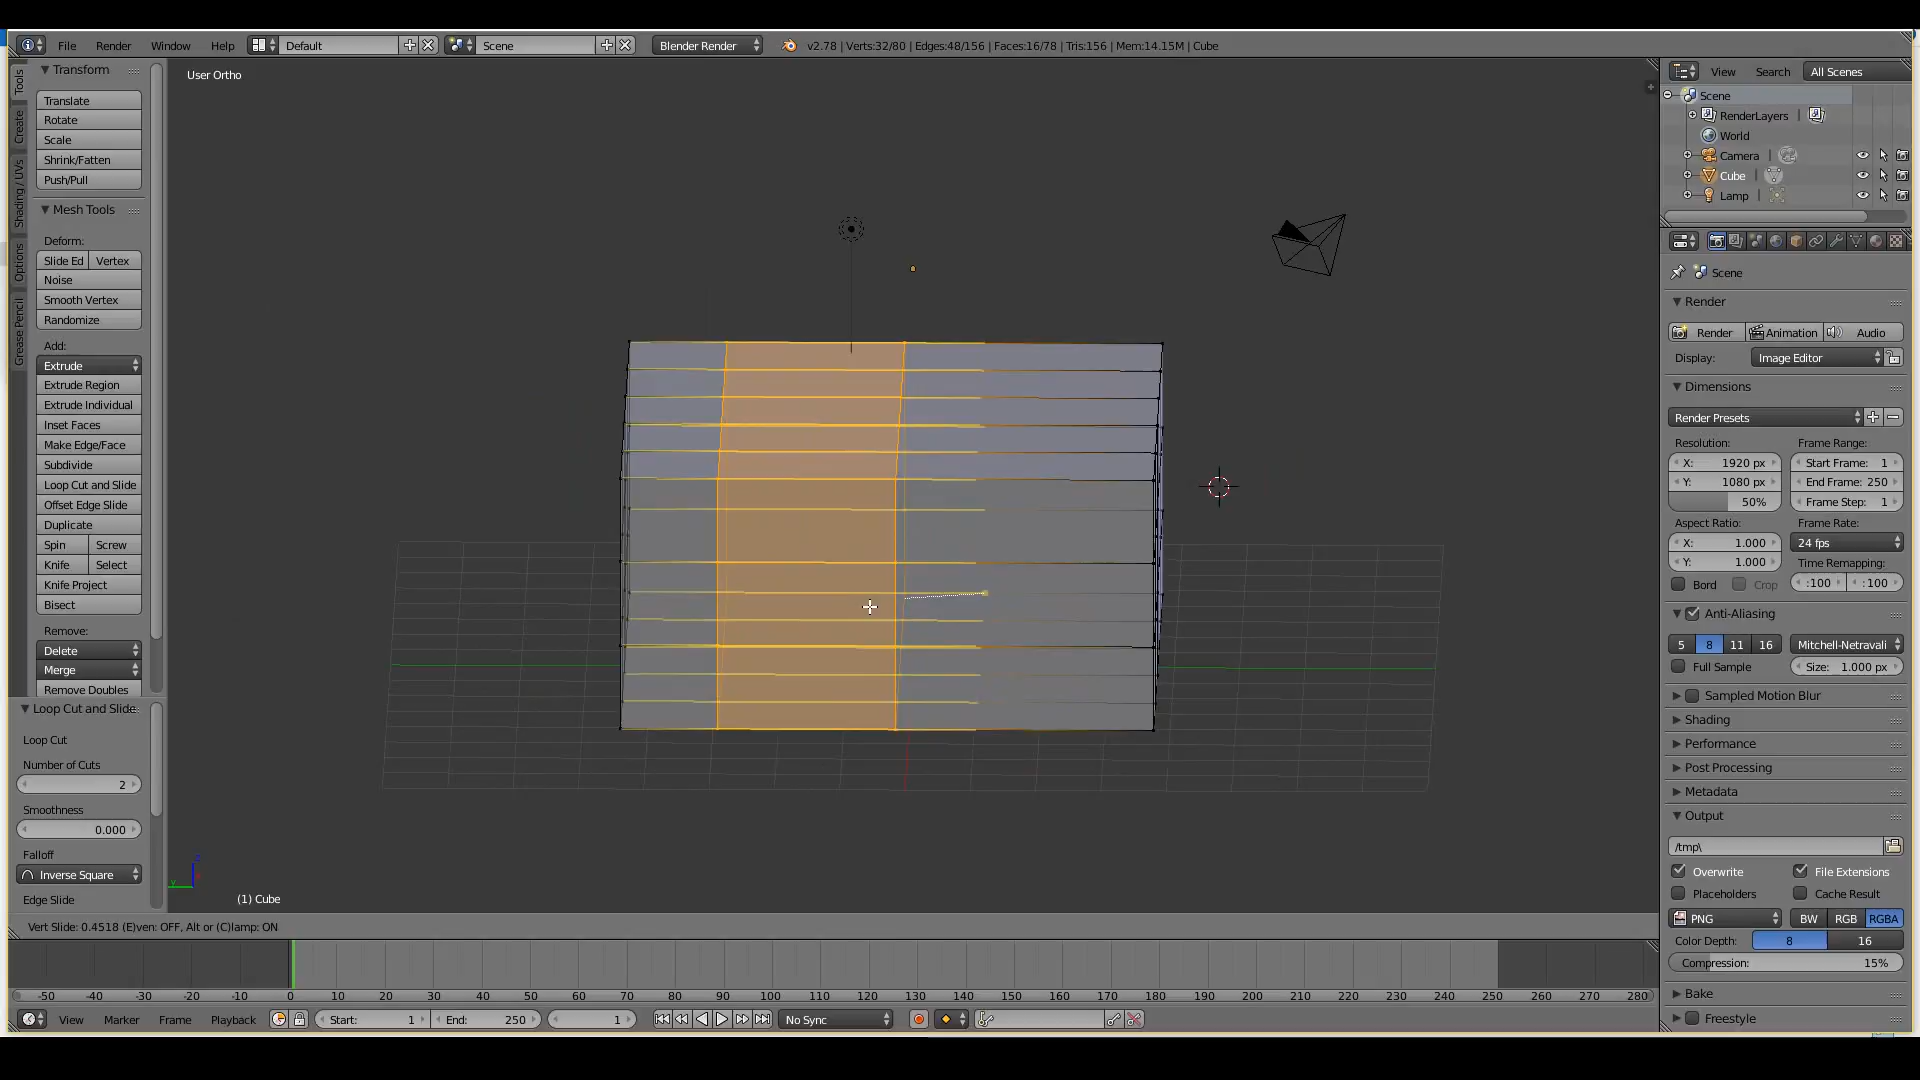 File Render Window Help Default Scene Blender Render v2.78 | Verts:32/80 | Edges:48/156 | Faces:16/78 | Tris:156 | Mem:14.15M | Cube
Tools
Create
Shading / UVs
Options
Grease Pencil
Transform
Translate
Rotate
Scale
Shrink/Fatten
Push/Pull
Mesh Tools
Deform:
Slide Ed Vertex
Noise
Smooth Vertex
Randomize
Add:
Extrude
Extrude Region
Extrude Individual
Inset Faces
Make Edge/Face
Subdivide
Loop Cut and Slide
Offset Edge Slide
Duplicate
Spin Screw
Knife Select
Knife Project
Bisect
Remove:
Delete
Merge
Remove Doubles
Loop Cut and Slide
Loop Cut
Number of Cuts
2
Smoothness
0.000
Falloff
Inverse Square
Edge Slide
User Ortho
z
y
(1) Cube
Vert Slide: 0.4518 (E)ven: OFF, Alt or (C)lamp: ON
-50 -40 -30 -20 -10 0 10 20 30 40 50 60 70 80 90 100 110 120 130 140 150 160 170 180 190 200 210 220 230 240 250 260 270 280
View Marker Frame Playback Start: 1 End: 250 1 No Sync
View Search All Scenes
Scene
RenderLayers |
World
Camera |
Cube |
Lamp |
Scene
Render
Render Animation Audio
Display: Image Editor
Dimensions
Render Presets
Resolution: Frame Range:
X: 1920 px Start Frame: 1
Y: 1080 px End Frame: 250
50% Frame Step: 1
Aspect Ratio: Frame Rate:
X: 1.000 24 fps
Y: 1.000 Time Remapping:
Bord Crop :100 :100
Anti-Aliasing
5 8 11 16 Mitchell-Netravali
Full Sample Size: 1.000 px
Sampled Motion Blur
Shading
Performance
Post Processing
Metadata
Output
/tmp\
Overwrite File Extensions
Placeholders Cache Result
PNG BW RGB RGBA
Color Depth: 8 16
Compression: 15%
Bake
Freestyle